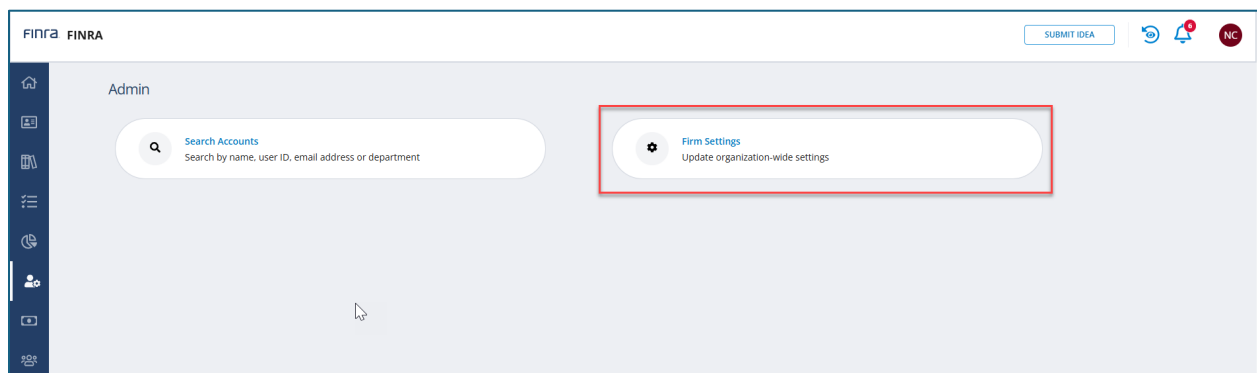 FINra FINRA
SUBMIT IDEA
6
NC
Admin
Search Accounts
Search by name, user ID, email address or department
Firm Settings
Update organization-wide settings